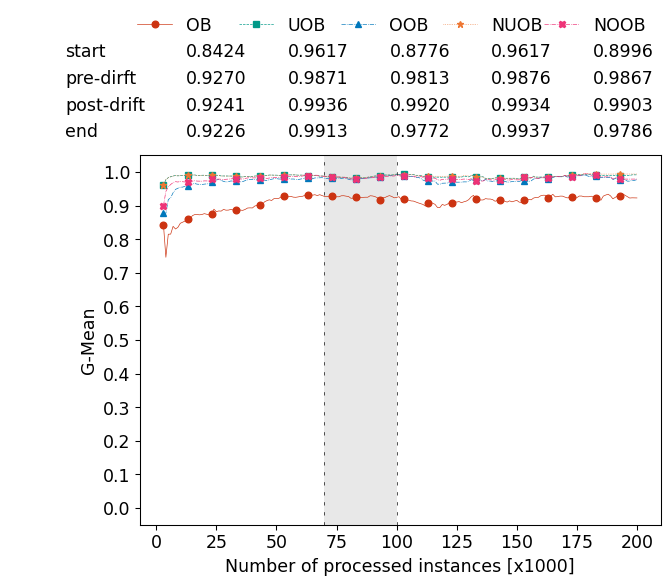 OB UOB OOB NUOB NOOB
start 0.8424 0.9617 0.8776 0.9617 0.8996
pre-dirft 0.9270 0.9871 0.9813 0.9876 0.9867
post-drift 0.9241 0.9936 0.9920 0.9934 0.9903
end 0.9226 0.9913 0.9772 0.9937 0.9786
1.0
0.9
0.8
0.7
0.6
0.5
0.4
0.3
0.2
0.1
0.0
G-Mean
0 25 50 75 100 125 150 175 200
Number of processed instances [x1000]